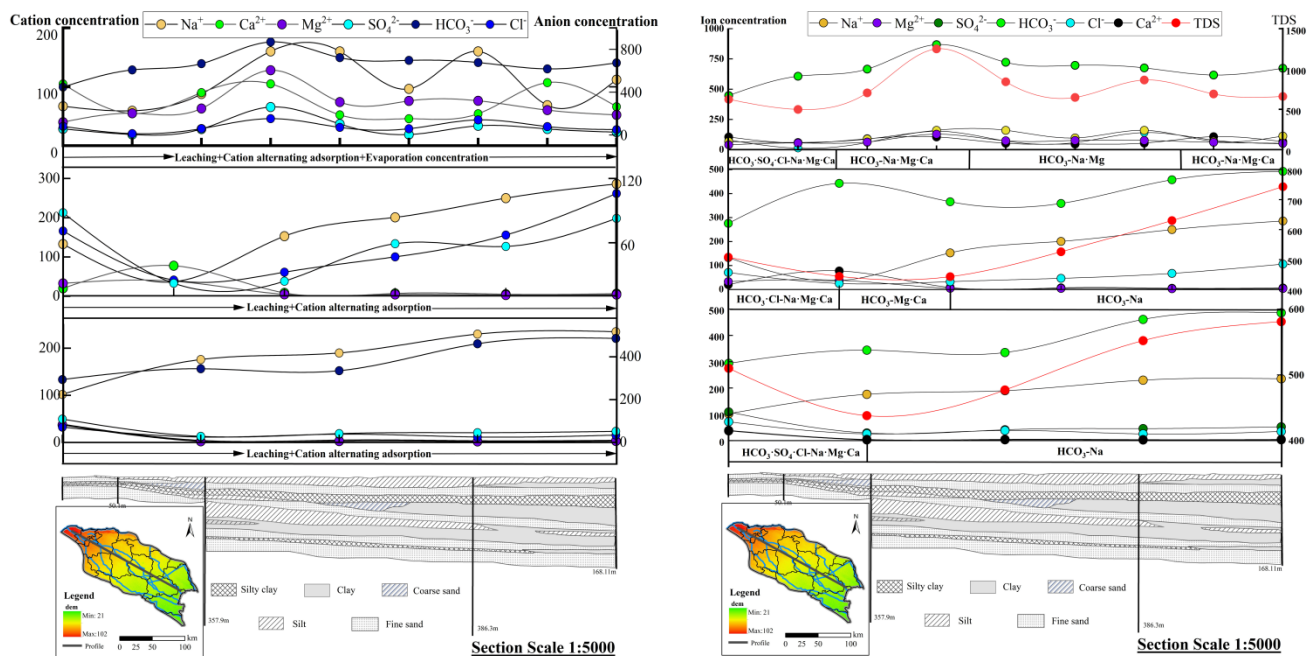 Cation concentration
Anion concentration
Na⁺ Ca²⁺ Mg²⁺ SO₄²⁻ HCO₃⁻ Cl⁻
200
100
0
800
600
400
200
0
Leaching+Cation alternating adsorption+Evaporation concentration
300
200
100
0
120
60
Leaching+Cation alternating adsorption
200
100
0
400
200
0
Leaching+Cation alternating adsorption
50.1m
168.11m
357.9m
386.3m
N
Legend
dem
Min: 21
Max:102
Profile
km
0 25 50 100
Silty clay
Clay
Coarse sand
Silt
Fine sand
Section Scale 1:5000
Ion concentration
TDS
Na⁺ Mg²⁺ SO₄²⁻ HCO₃⁻ Cl⁻ Ca²⁺ TDS
1000
750
500
250
0
1500
1000
500
0
HCO₃·SO₄·Cl-Na·Mg·Ca
HCO₃-Na·Mg·Ca
HCO₃-Na·Mg
HCO₃-Na·Mg·Ca
500
400
300
200
100
0
800
700
600
500
400
HCO₃·Cl-Na·Mg·Ca
HCO₃-Mg·Ca
HCO₃-Na
500
400
300
200
100
0
600
500
400
HCO₃·SO₄·Cl-Na·Mg·Ca
HCO₃-Na
50.1m
168.11m
357.9m
386.3m
N
Legend
dem
Min: 21
Max:102
Profile
km
0 25 50 100
Silty clay
Clay
Coarse sand
Silt
Fine sand
Section Scale 1:5000